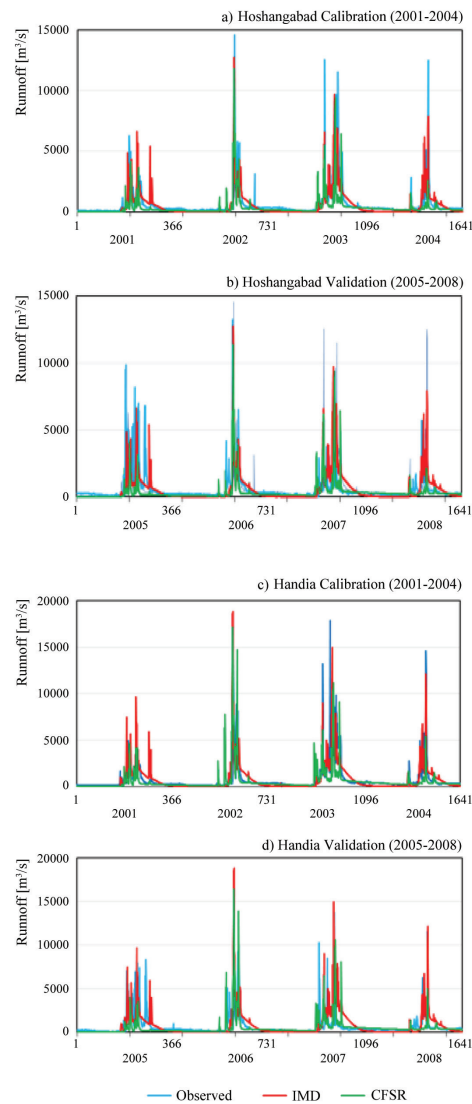 a) Hoshangabad Calibration (2001-2004)
Runnoff [m³/s]
15000
10000
5000
0
1 366 731 1096 1641
2001 2002 2003 2004
b) Hoshangabad Validation (2005-2008)
Runnoff [m³/s]
15000
10000
5000
0
1 366 731 1096 1641
2005 2006 2007 2008
c) Handia Calibration (2001-2004)
Runnoff [m³/s]
20000
15000
10000
5000
0
1 366 731 1096 1641
2001 2002 2003 2004
d) Handia Validation (2005-2008)
Runnoff [m³/s]
20000
15000
10000
5000
0
1 366 731 1096 1641
2005 2006 2007 2008
Observed IMD CFSR